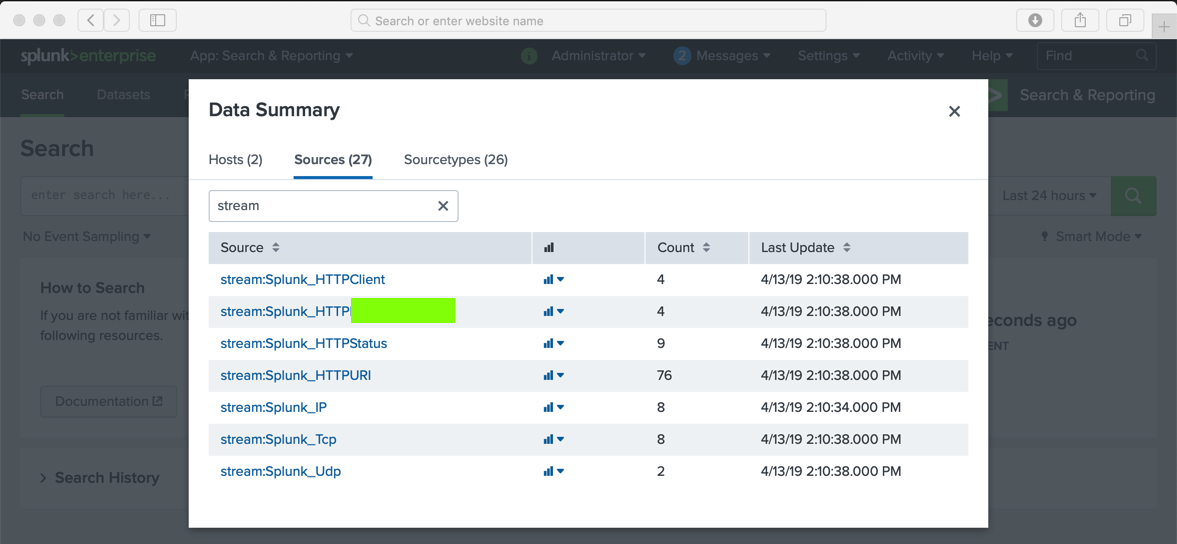 Search or enter website name
splunk>enterprise App: Search & Reporting Administrator 2 Messages Settings Activity Help Find
Search Datasets Search & Reporting
Data Summary
Search
Hosts (2) Sources (27) Sourcetypes (26)
enter search here... Last 24 hours
stream
No Event Sampling Smart Mode
Source Count Last Update
stream:Splunk_HTTPClient 4 4/13/19 2:10:38.000 PM
How to Search
stream:Splunk_HTTP 4 4/13/19 2:10:38.000 PM
If you are not familiar
following resources.
econds ago
stream:Splunk_HTTPStatus 9 4/13/19 2:10:38.000 PM
ENT
stream:Splunk_HTTPURI 76 4/13/19 2:10:38.000 PM
Documentation
stream:Splunk_IP 8 4/13/19 2:10:34.000 PM
stream:Splunk_Tcp 8 4/13/19 2:10:38.000 PM
stream:Splunk_Udp 2 4/13/19 2:10:38.000 PM
Search History